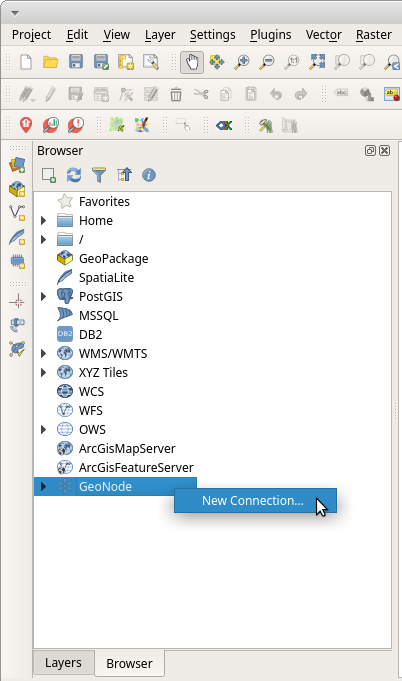 Project Edit View Layer Settings Plugins Vector Raster
Browser
Favorites
Home
/
GeoPackage
SpatiaLite
PostGIS
MSSQL
DB2 DB2
WMS/WMTS
XYZ Tiles
WCS
WFS
OWS
ArcGisMapServer
ArcGisFeatureServer
GeoNode
New Connection...
Layers Browser